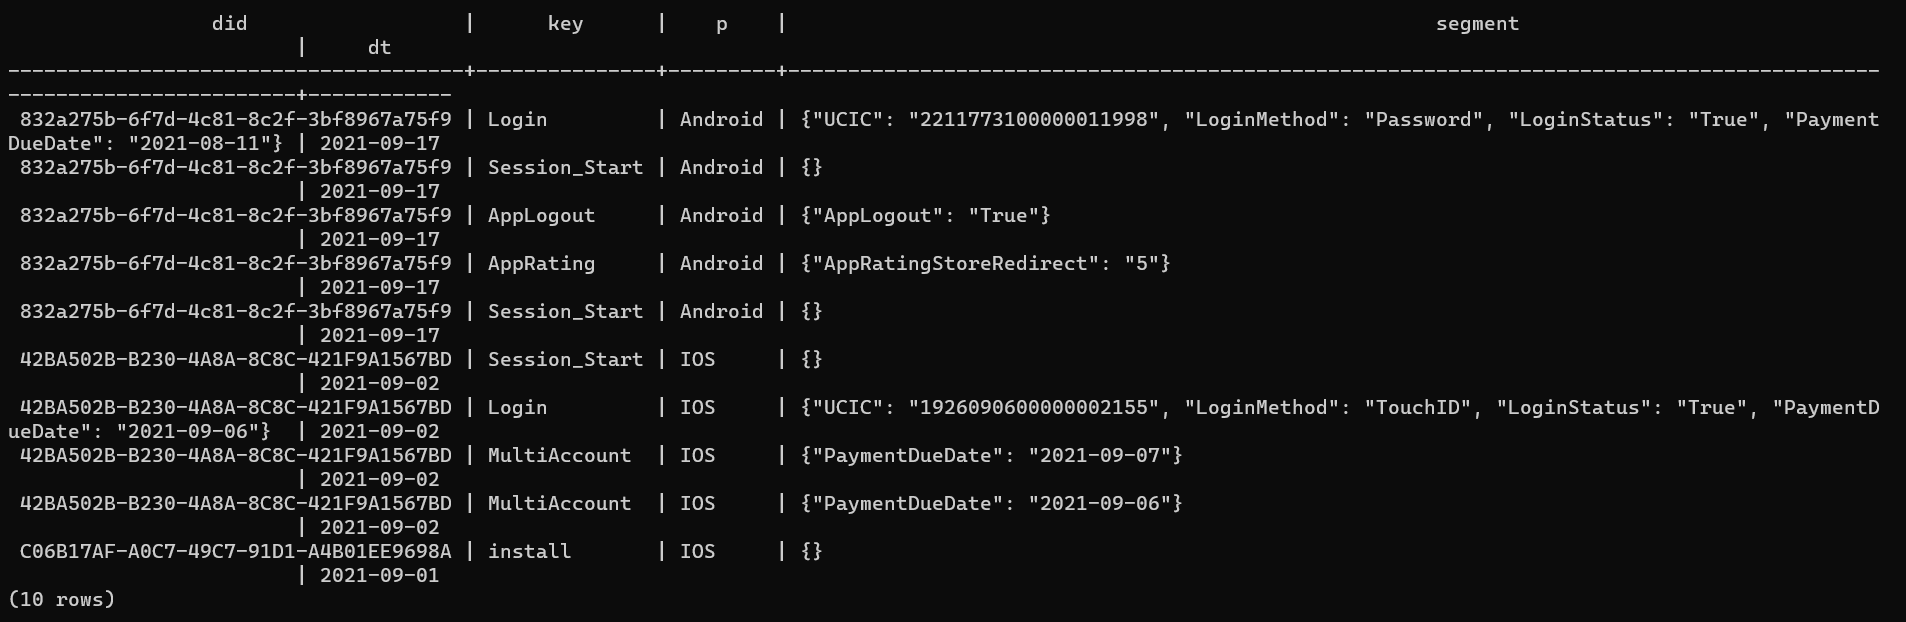 did | key | p | segment
| dt
--------------------------------------+---------------+---------+-------------------------------------------------------------------------------------------
--------------------------+------------
832a275b-6f7d-4c81-8c2f-3bf8967a75f9 | Login | Android | {"UCIC": "2211773100000011998", "LoginMethod": "Password", "LoginStatus": "True", "Payment
DueDate": "2021-08-11"} | 2021-09-17
832a275b-6f7d-4c81-8c2f-3bf8967a75f9 | Session_Start | Android | {}
| 2021-09-17
832a275b-6f7d-4c81-8c2f-3bf8967a75f9 | AppLogout | Android | {"AppLogout": "True"}
| 2021-09-17
832a275b-6f7d-4c81-8c2f-3bf8967a75f9 | AppRating | Android | {"AppRatingStoreRedirect": "5"}
| 2021-09-17
832a275b-6f7d-4c81-8c2f-3bf8967a75f9 | Session_Start | Android | {}
| 2021-09-17
42BA502B-B230-4A8A-8C8C-421F9A1567BD | Session_Start | IOS | {}
| 2021-09-02
42BA502B-B230-4A8A-8C8C-421F9A1567BD | Login | IOS | {"UCIC": "1926090600000002155", "LoginMethod": "TouchID", "LoginStatus": "True", "PaymentD
ueDate": "2021-09-06"} | 2021-09-02
42BA502B-B230-4A8A-8C8C-421F9A1567BD | MultiAccount | IOS | {"PaymentDueDate": "2021-09-07"}
| 2021-09-02
42BA502B-B230-4A8A-8C8C-421F9A1567BD | MultiAccount | IOS | {"PaymentDueDate": "2021-09-06"}
| 2021-09-02
C06B17AF-A0C7-49C7-91D1-A4B01EE9698A | install | IOS | {}
| 2021-09-01
(10 rows)